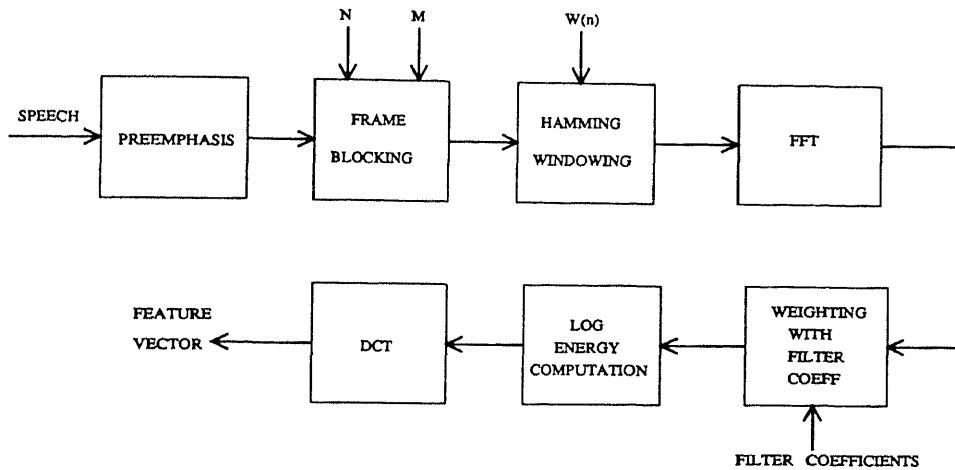 N
M
W(n)
SPEECH
PREEMPHASIS
FRAME
BLOCKING
HAMMING
WINDOWING
FFT
FEATURE
VECTOR
DCT
LOG
ENERGY
COMPUTATION
WEIGHTING
WITH
FILTER
COEFF
FILTER COEFFICIENTS